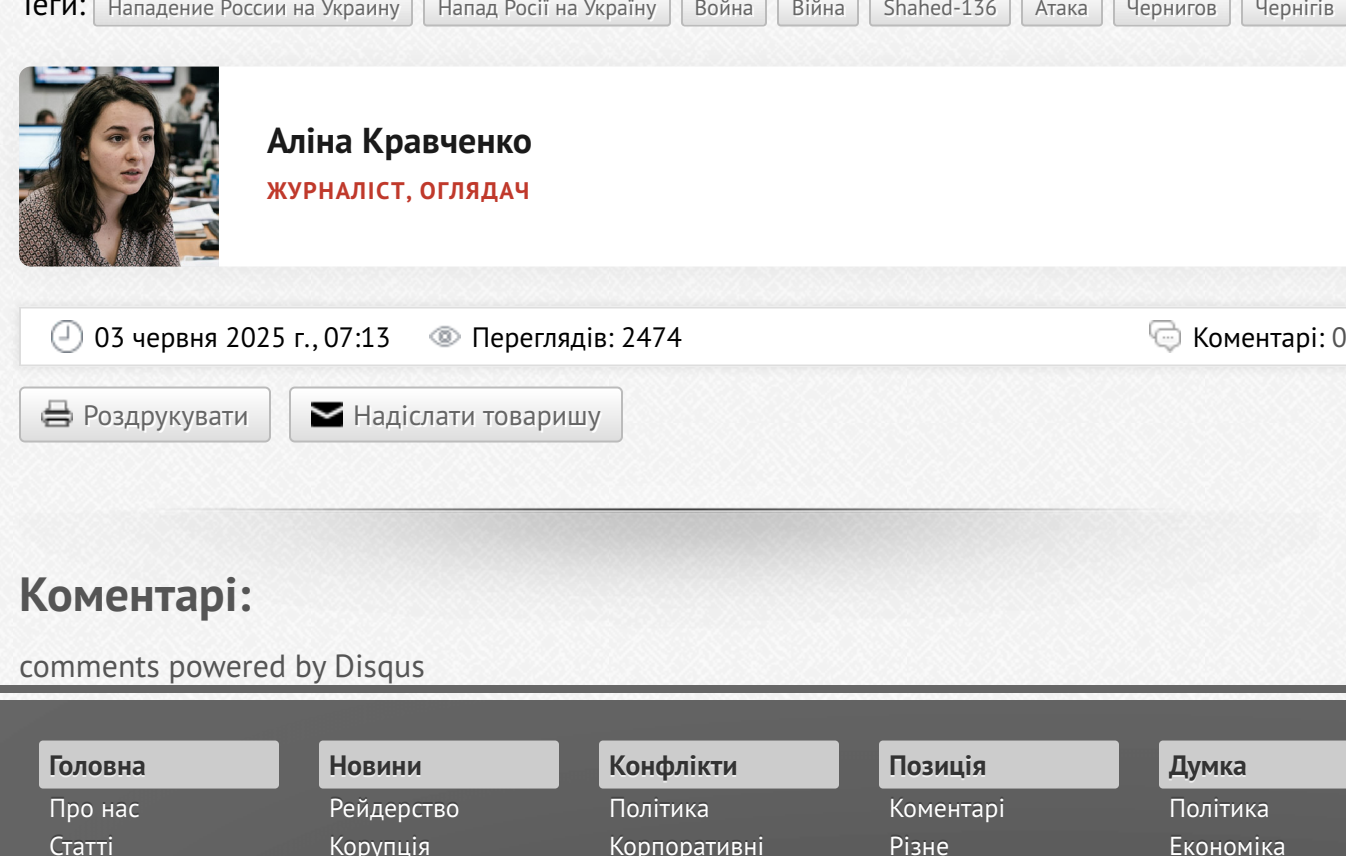 Теги: Нападение России на Украину Напад Росії на Україну Война Війна Shahed-136 Атака Чернигов Чернігів
Аліна Кравченко
ЖУРНАЛІСТ, ОГЛЯДАЧ
03 червня 2025 г., 07:13 Переглядів: 2474 Коментарі: 0
Роздрукувати Надіслати товаришу
Коментарі:
comments powered by Disqus
Головна Новини Конфлікти Позиція Думка
Про нас Рейдерство Політика Коментарі Політика
Статті Корупція Корпоративні Різне Економіка